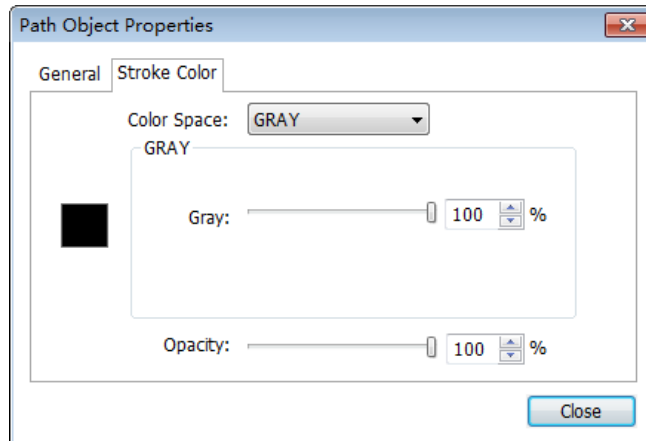 Path Object Properties
General Stroke Color
Color Space: GRAY
GRAY
Gray: 100 %
Opacity: 100 %
Close